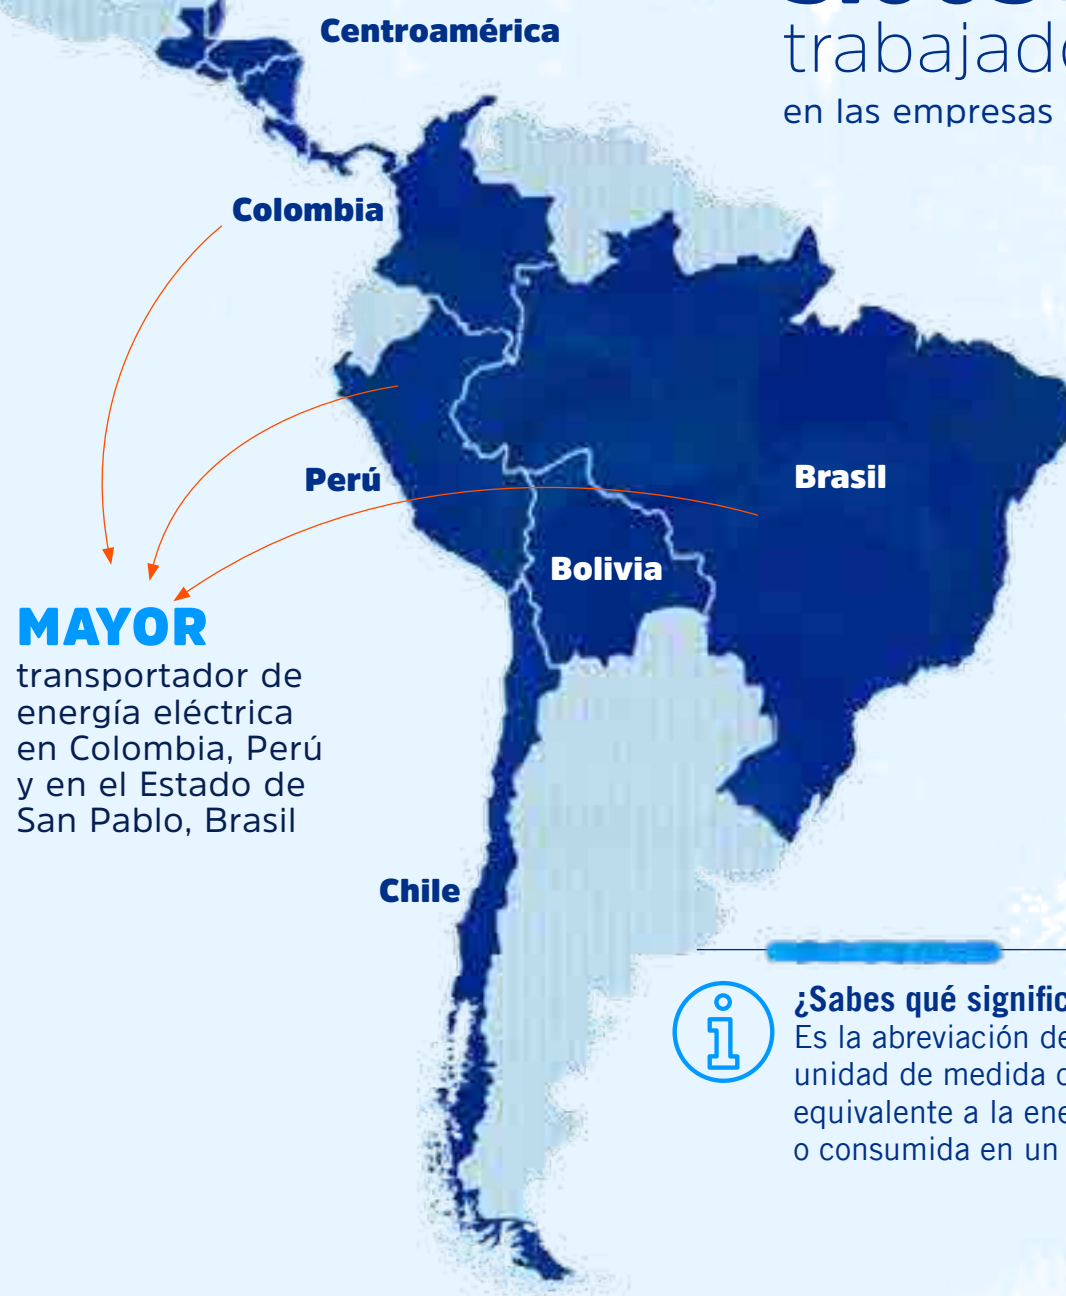 Centroamérica
trabajado
en las empresas
Colombia
Perú
Brasil
Bolivia
MAYOR
transportador de
energía eléctrica
en Colombia, Perú
y en el Estado de
San Pablo, Brasil
Chile
¿Sabes qué signific
Es la abreviación de
unidad de medida
equivalente a la ene
o consumida en un